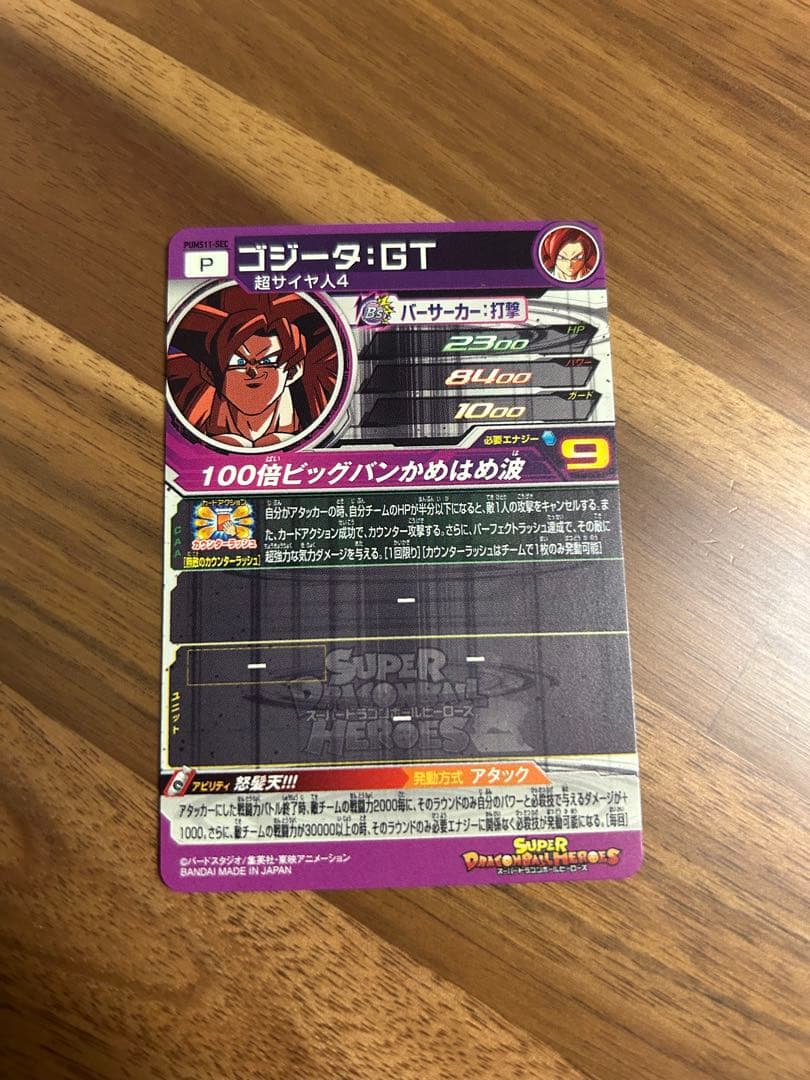 PUMS11-SEC
P
ゴジータ:GT
超サイヤ人4
Bs
バーサーカー:打撃
HP
2300
パワー
8400
ガード
1000
必要エナジー 9
100倍ビッグバンかめはめ波
ばい は
CAA
カードアクション
カウンターラッシュ
[無敵のカウンターラッシュ]
自分がアタッカーの時、自分チームのHPが半分以下になると、敵1人の攻撃をキャンセルする。ま
た、カードアクション成功で、カウンター攻撃する。さらに、パーフェクトラッシュ達成で、その敵に
超強力な気力ダメージを与える。[1回限り][カウンターラッシュはチームで1枚のみ発動可能]
ー
ユニット
ー ー
SUPER
DRAGONBALL
スーパードラゴンボールヒーローズ
ー
HEROES
アビリティ 怒髪天!!! 発動方式 アタック
アタッカーにした戦闘力バトル終了時、敵チームの戦闘力2000毎に、そのラウンドのみ自分のパワーと必殺技で与えるダメージが+
1000。さらに、敵チームの戦闘力が30000以上の時、そのラウンドのみ必要エナジーに関係なく必殺技が発動可能になる。[毎回]
©バードスタジオ/集英社・東映アニメーション
BANDAI MADE IN JAPAN
SUPER
DRAGONBALL HEROES
スーパードラゴンボールヒーローズ